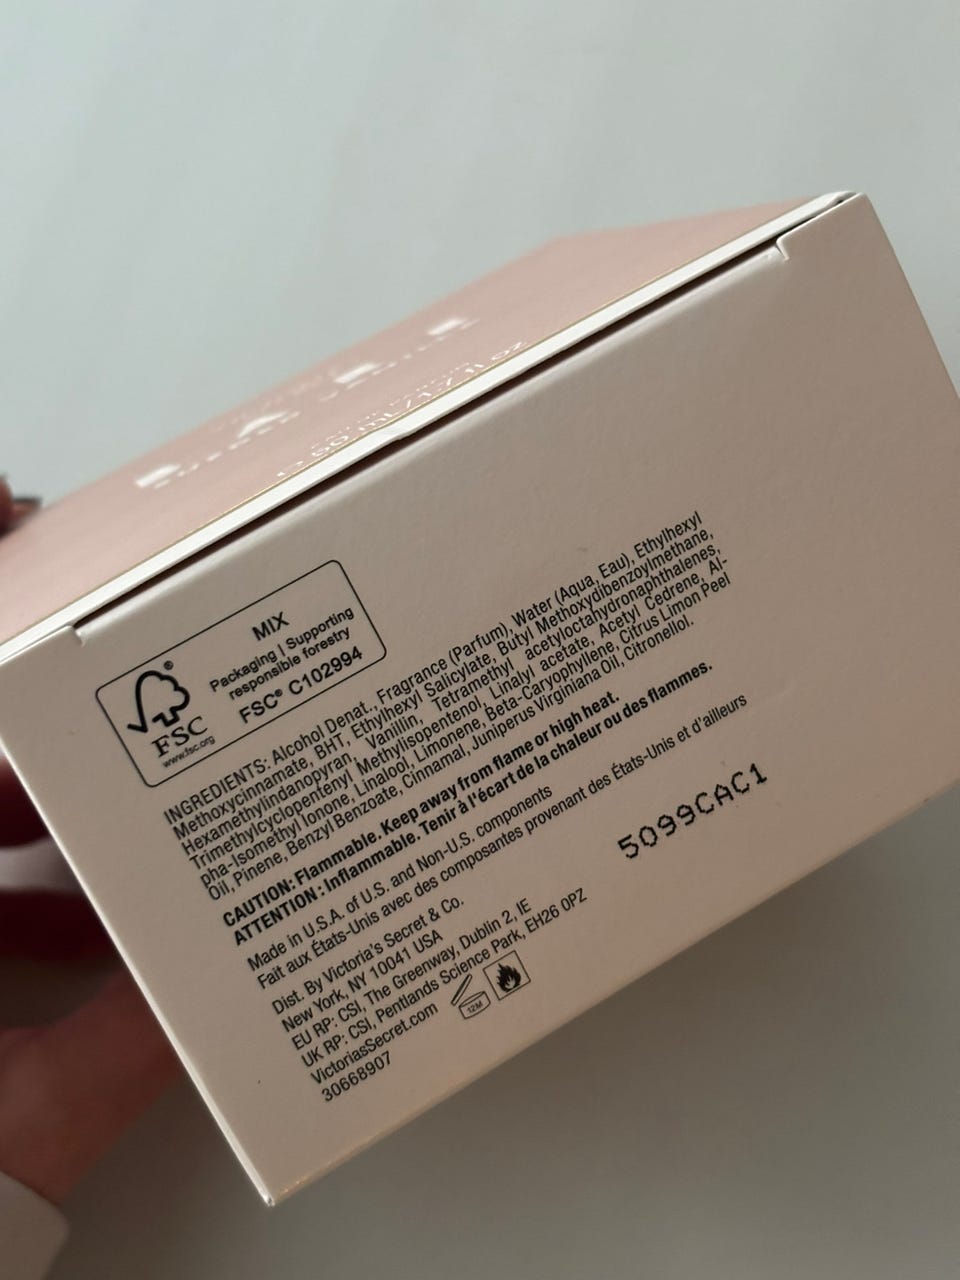 50 mL/1.7 fl oz
MIX
Packaging | Supporting
responsible forestry
FSC® C102994
®
FSC
www.fsc.org
INGREDIENTS: Alcohol Denat., Fragrance (Parfum), Water (Aqua, Eau), Ethylhexyl
Methoxycinnamate, BHT, Ethylhexyl Salicylate, Butyl Methoxydibenzoylmethane,
Hexamethylindanopyran, Vanillin, Tetramethyl acetyloctahydronaphthalenes,
Trimethylcyclopentenyl Methylisopentenol, Linalyl acetate, Acetyl Cedrene, Al-
pha-Isomethyl Ionone, Linalool, Limonene, Beta-Caryophyllene, Citrus Limon Peel
Oil, Pinene, Benzyl Benzoate, Cinnamal, Juniperus Virginiana Oil, Citronellol.
CAUTION: Flammable. Keep away from flame or high heat.
ATTENTION : Inflammable. Tenir à l'écart de la chaleur ou des flammes.
Made in U.S.A. of U.S. and Non-U.S. components
Fait aux États-Unis avec des composantes provenant des États-Unis et d'ailleurs
5099CAC1
Dist. By Victoria's Secret & Co.
New York, NY 10041 USA
EU RP: CSI, The Greenway, Dublin 2, IE
UK RP: CSI, Pentlands Science Park, EH26 0PZ
VictoriasSecret.com
12M
30668907